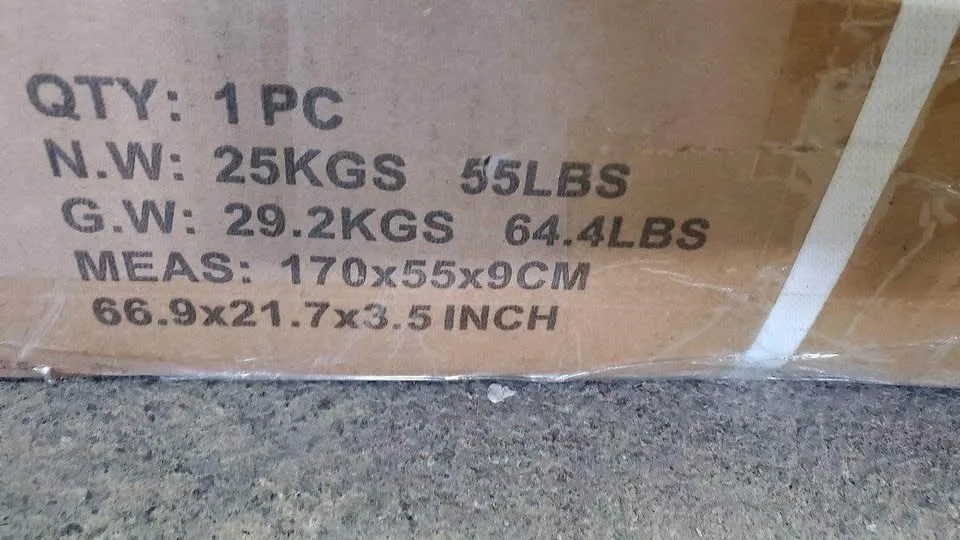 QTY: 1 PC
N.W: 25KGS 55LBS
G.W: 29.2KGS 64.4LBS
MEAS: 170x55x9CM
66.9x21.7x3.5 INCH